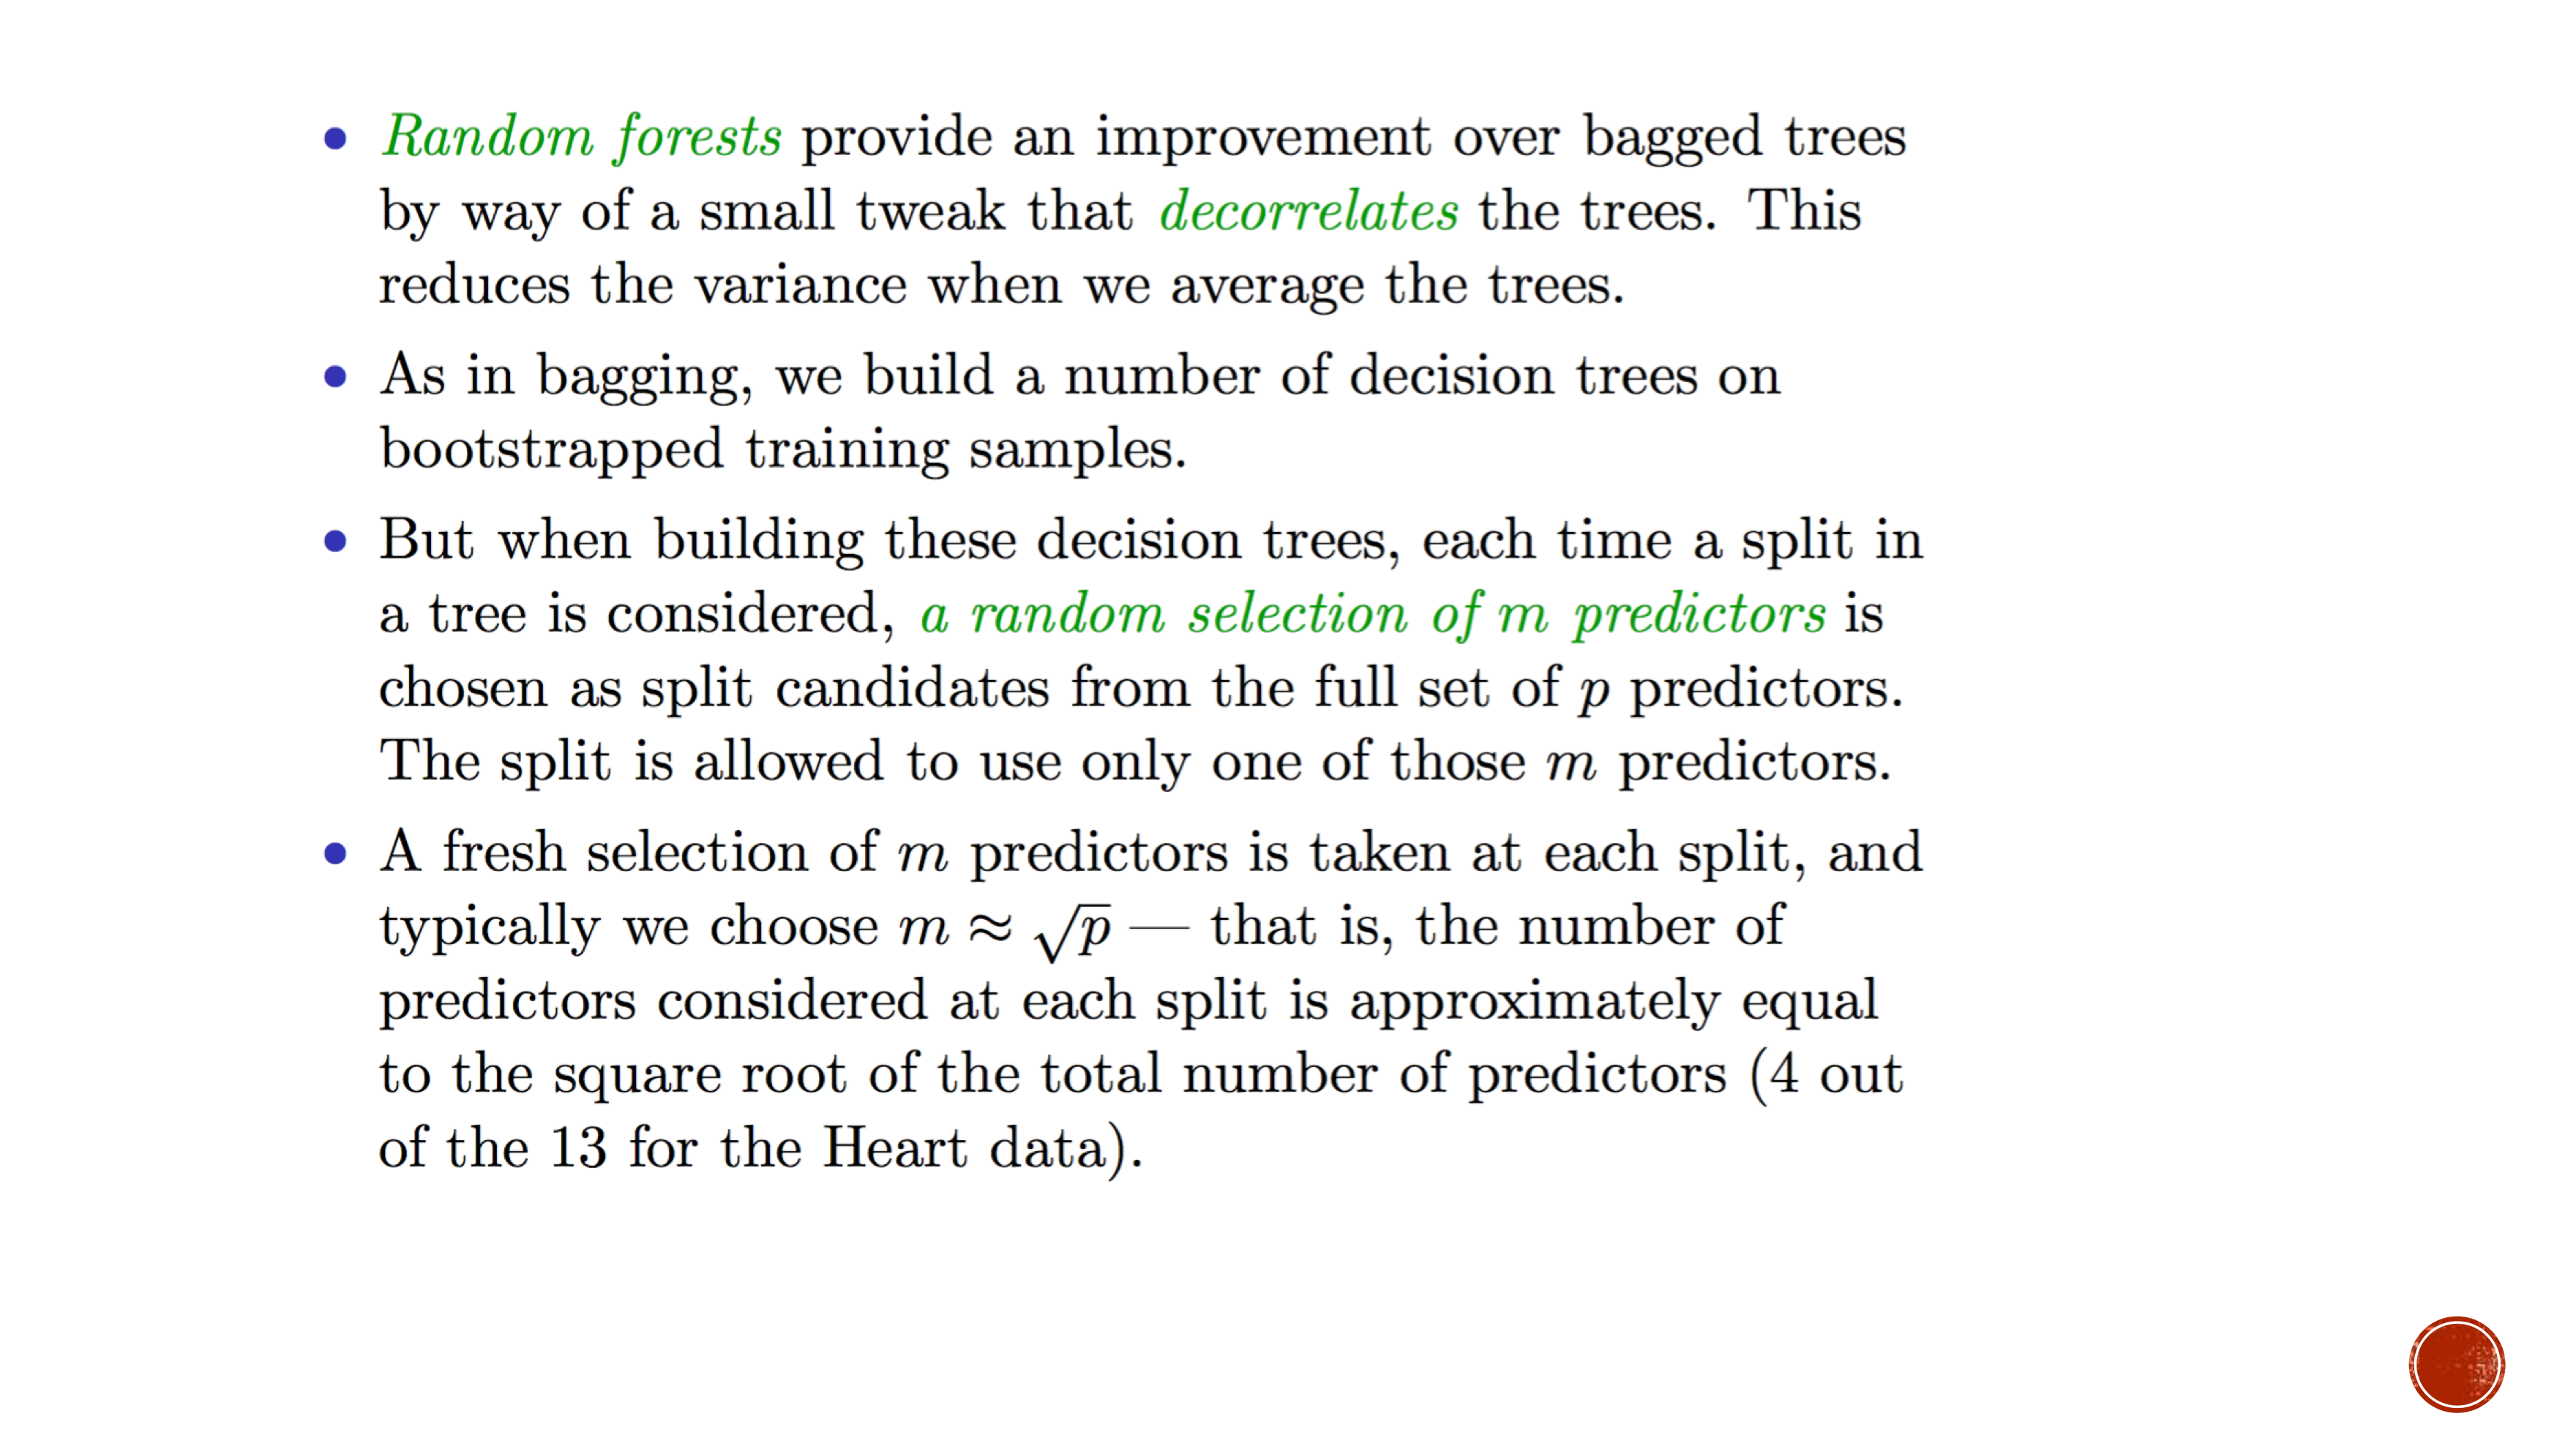 • Random forests provide an improvement over bagged trees
by way of a small tweak that decorrelates the trees. This
reduces the variance when we average the trees.
• As in bagging, we build a number of decision trees on
bootstrapped training samples.
• But when building these decision trees, each time a split in
a tree is considered, a random selection of m predictors is
chosen as split candidates from the full set of p predictors.
The split is allowed to use only one of those m predictors.
• A fresh selection of m predictors is taken at each split, and
typically we choose m ≈ √p — that is, the number of
predictors considered at each split is approximately equal
to the square root of the total number of predictors (4 out
of the 13 for the Heart data).